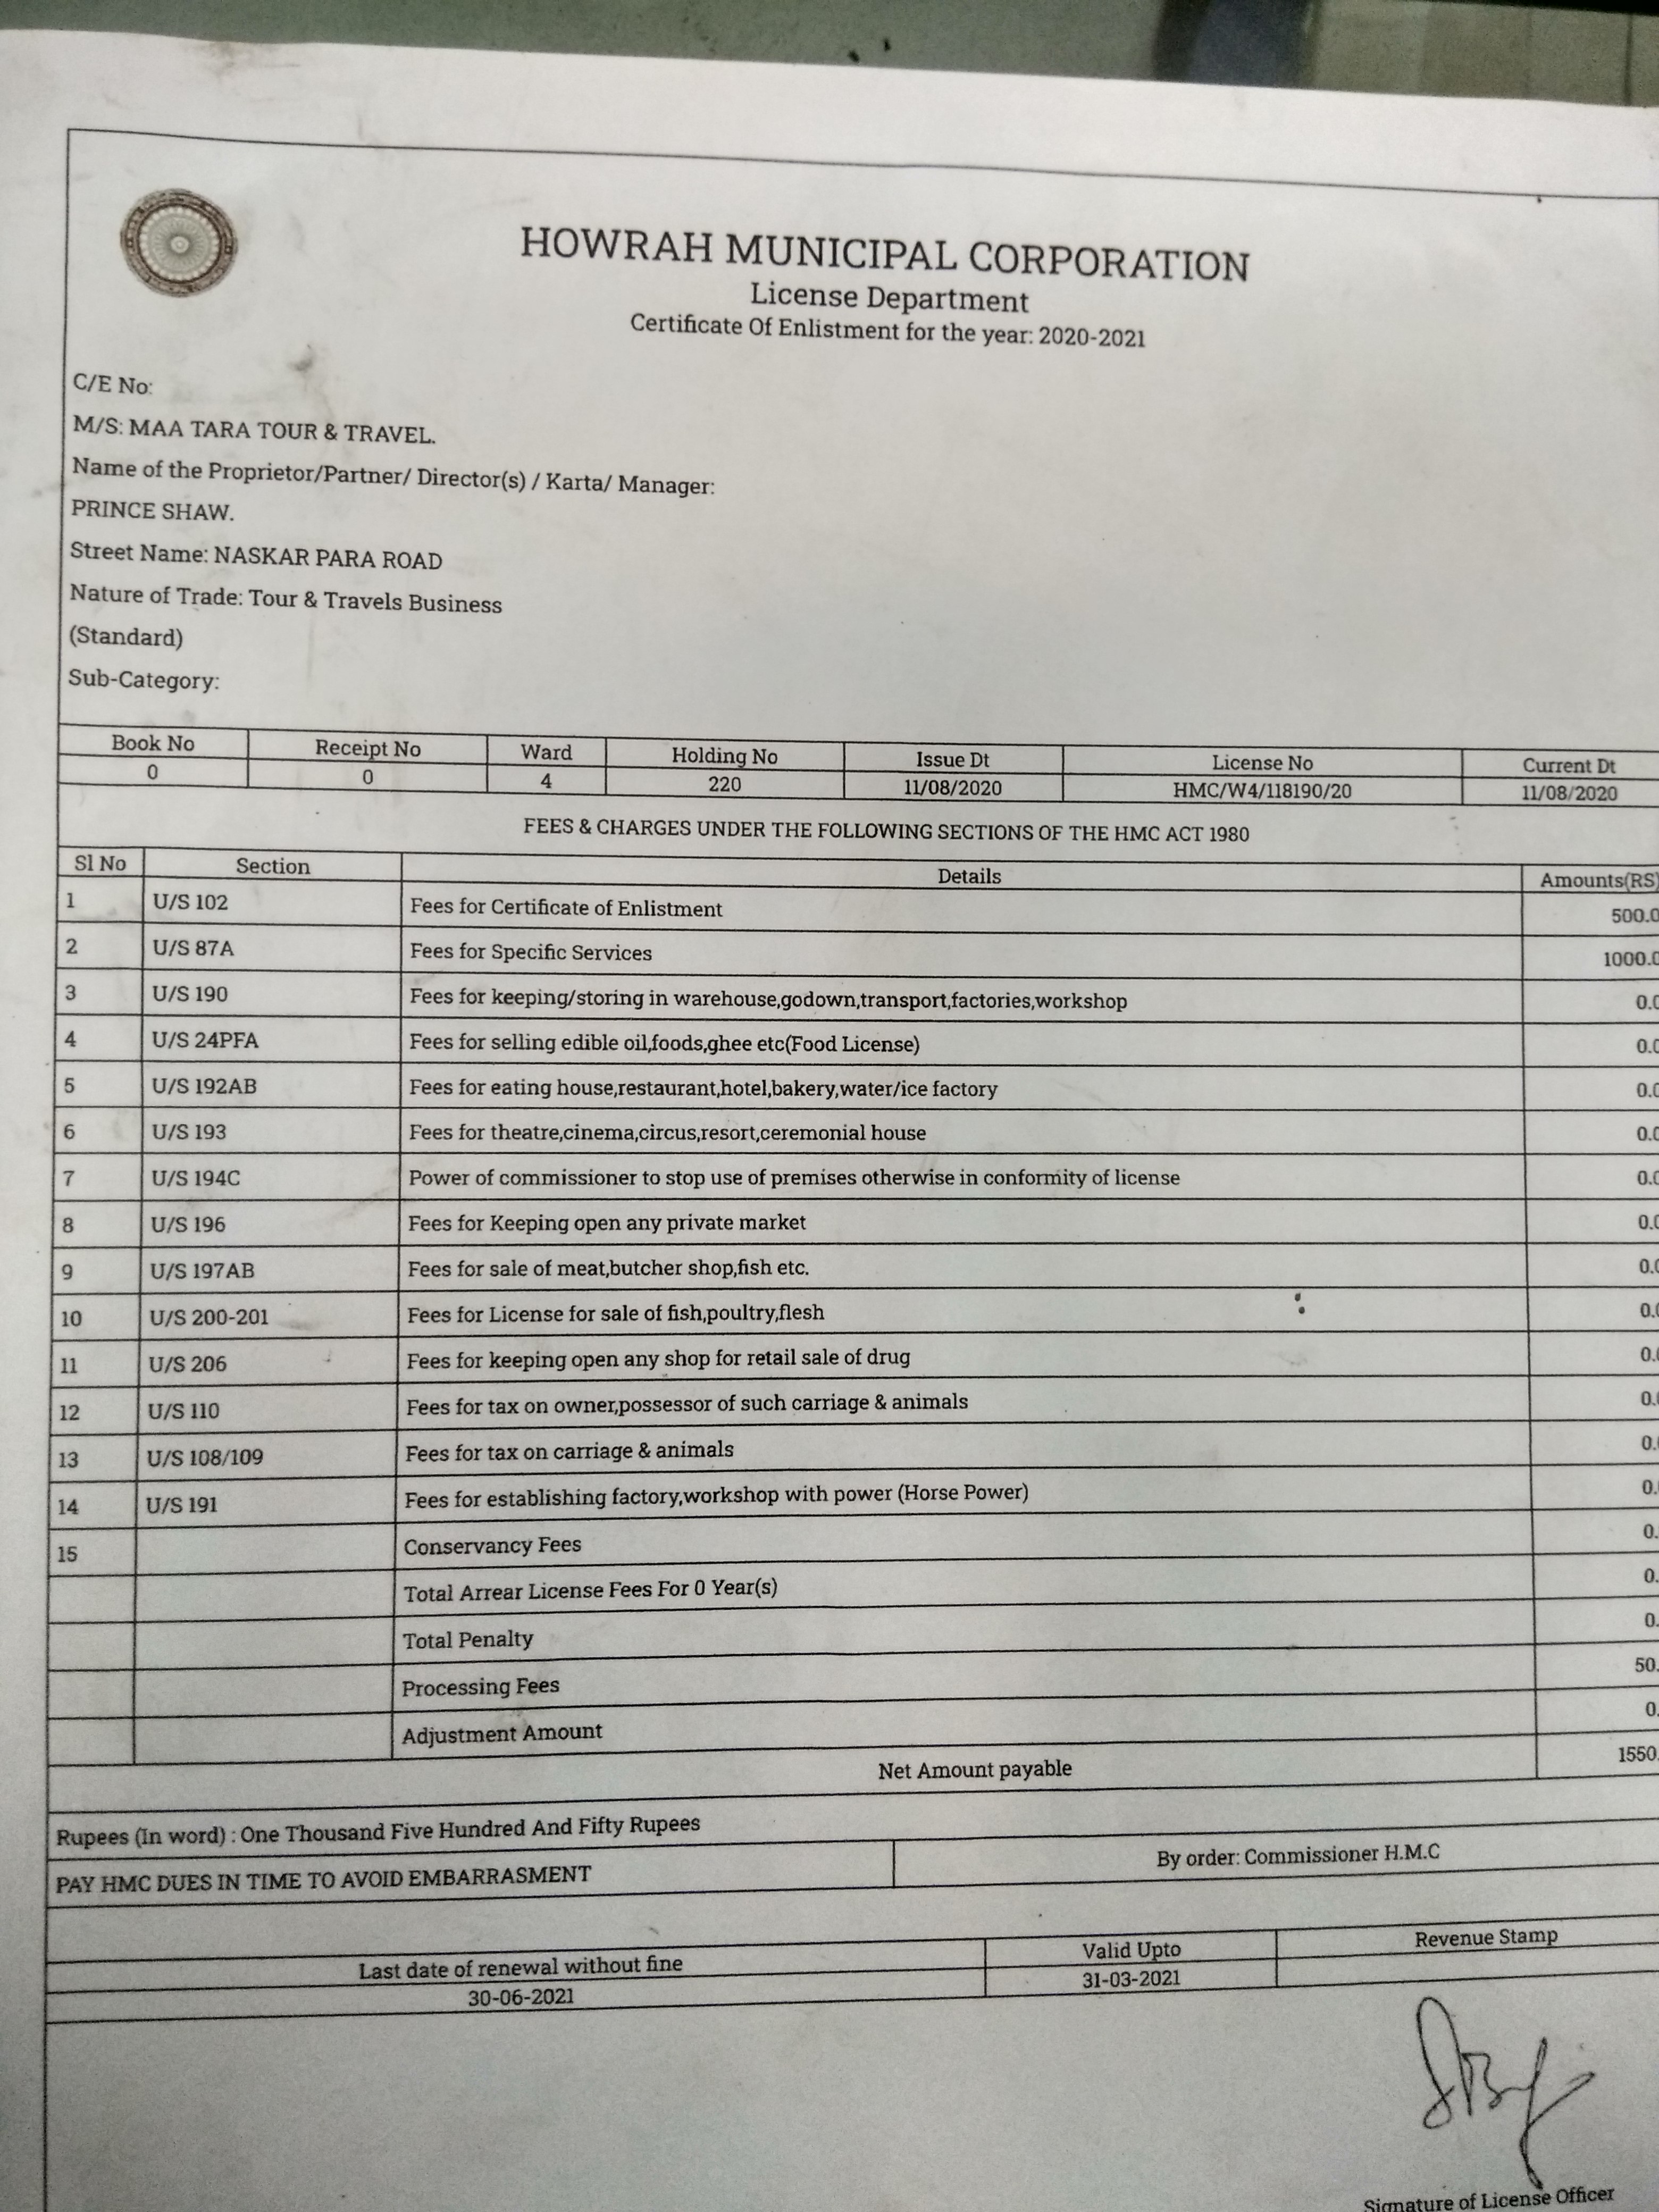 HOWRAH MUNICIPAL CORPORATION
License Department
Certificate Of Enlistment for the year: 2020-2021
C/E No:
M/S: MAA TARA TOUR & TRAVEL.
Name of the Proprietor/Partner/ Director(s) / Karta/ Manager:
PRINCE SHAW.
Street Name: NASKAR PARA ROAD
Nature of Trade: Tour & Travels Business
(Standard)
Sub-Category:
Book No Receipt No Ward Holding No Issue Dt License No Current Dt
0 0 4 220 11/08/2020 HMC/W4/118190/20 11/08/2020
FEES & CHARGES UNDER THE FOLLOWING SECTIONS OF THE HMC ACT 1980
Sl No Section Details Amounts(RS)
1 U/S 102 Fees for Certificate of Enlistment 500.0
2 U/S 87A Fees for Specific Services 1000.0
3 U/S 190 Fees for keeping/storing in warehouse,godown,transport,factories,workshop 0.0
4 U/S 24PFA Fees for selling edible oil,foods,ghee etc(Food License) 0.0
5 U/S 192AB Fees for eating house,restaurant,hotel,bakery,water/ice factory 0.0
6 U/S 193 Fees for theatre,cinema,circus,resort,ceremonial house 0.0
7 U/S 194C Power of commissioner to stop use of premises otherwise in conformity of license 0.0
8 U/S 196 Fees for Keeping open any private market 0.0
9 U/S 197AB Fees for sale of meat,butcher shop,fish etc. 0.0
10 U/S 200-201 Fees for License for sale of fish,poultry,flesh 0.0
11 U/S 206 Fees for keeping open any shop for retail sale of drug 0.
12 U/S 110 Fees for tax on owner,possessor of such carriage & animals 0.
13 U/S 108/109 Fees for tax on carriage & animals 0.
14 U/S 191 Fees for establishing factory,workshop with power (Horse Power) 0.
15 Conservancy Fees 0.
Total Arrear License Fees For 0 Year(s) 0.
Total Penalty 0.
Processing Fees 50.
Adjustment Amount 0.
Net Amount payable 1550.
Rupees (In word) : One Thousand Five Hundred And Fifty Rupees
PAY HMC DUES IN TIME TO AVOID EMBARRASMENT By order: Commissioner H.M.C
Last date of renewal without fine Valid Upto Revenue Stamp
30-06-2021 31-03-2021
Signature of License Officer